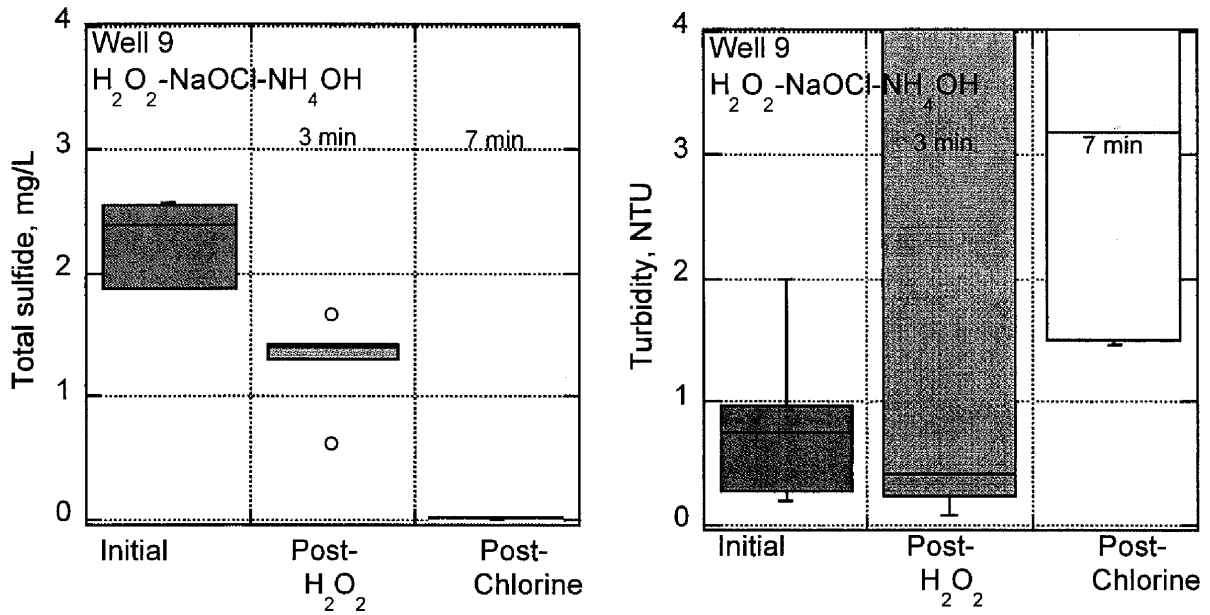 4
3
2
1
0
Total sulfide, mg/L
Well 9
H2O2-NaOCl-NH4OH
3 min
7 min
Initial
Post-
H2O2
Post-
Chlorine
4
3
2
1
0
Turbidity, NTU
Well 9
H2O2-NaOCl-NH4OH
3 min
7 min
Initial
Post-
H2O2
Post-
Chlorine